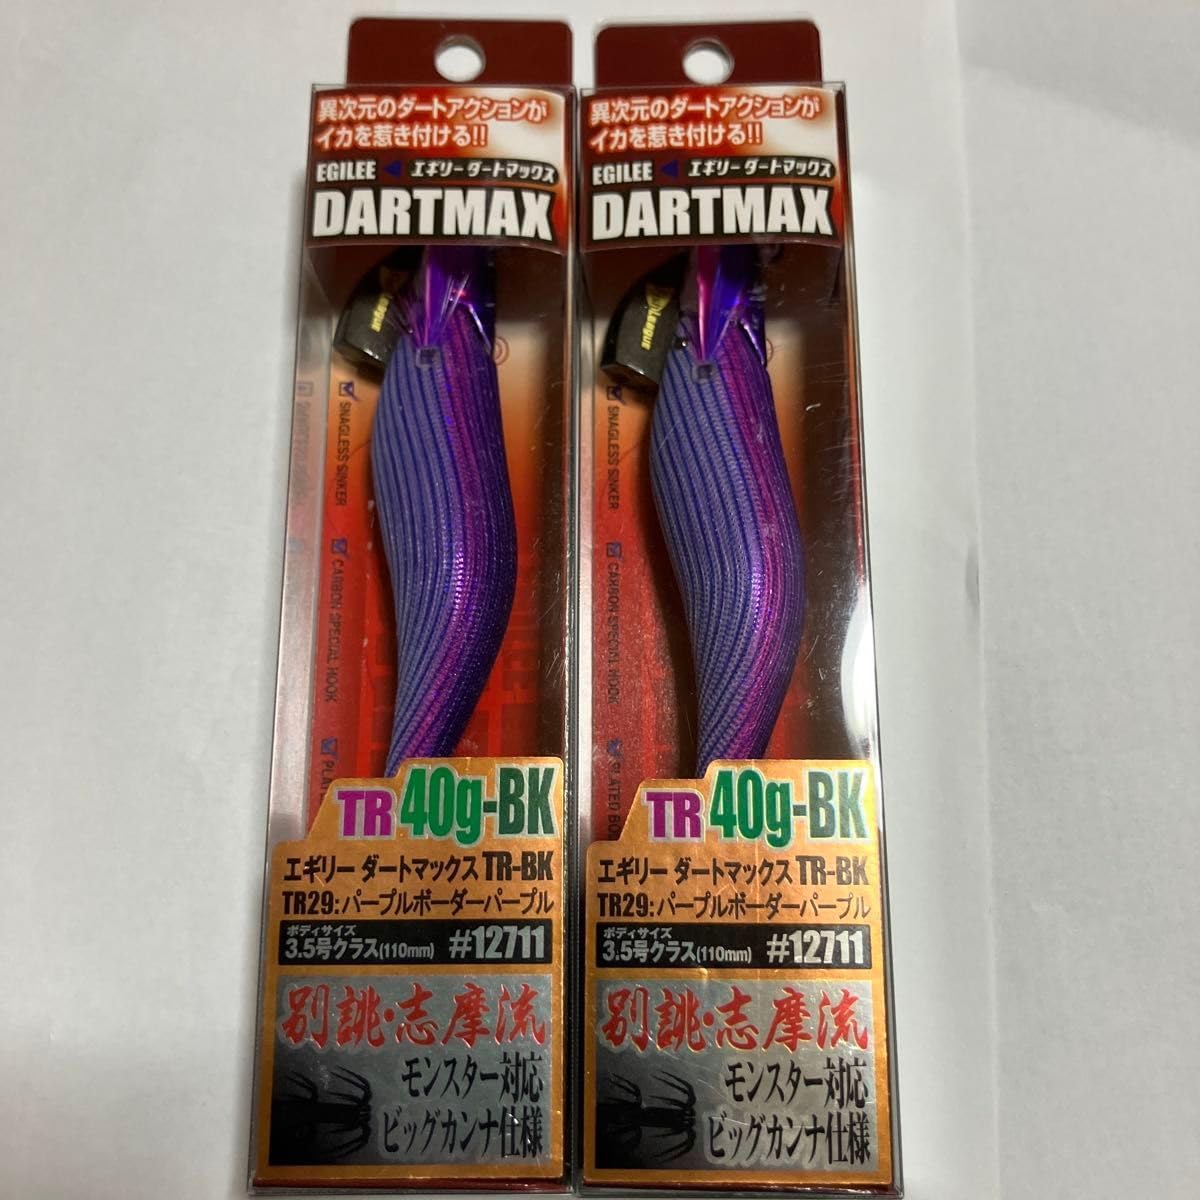 異次元のダートアクションが
イカを惹き付ける!!
EGILEE エギリーダートマックス
DARTMAX
League
SNAGLESS SINKER
CARBON SPECIAL HOOK
TR 40g-BK
エギリー ダートマックス TR-BK
TR29:パープルボーダーパープル
ボディサイズ
3.5号クラス(110mm) #12711
別誂・志摩流
モンスター対応
ビッグカンナ仕様
異次元のダートアクションが
イカを惹き付ける!!
EGILEE エギリーダートマックス
DARTMAX
League
SNAGLESS SINKER
CARBON SPECIAL HOOK
TR 40g-BK
エギリー ダートマックス TR-BK
TR29:パープルボーダーパープル
ボディサイズ
3.5号クラス(110mm) #12711
別誂・志摩流
モンスター対応
ビッグカンナ仕様